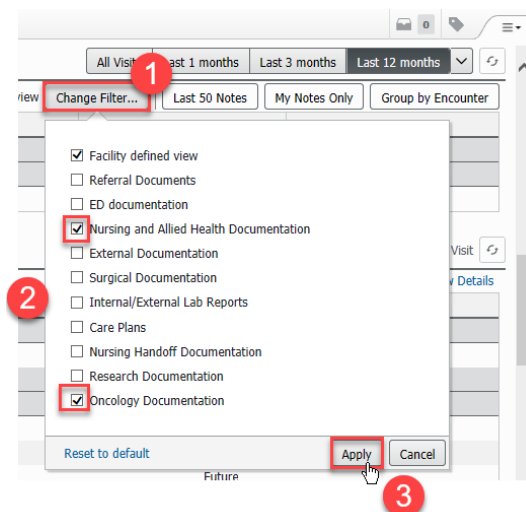 0
All Visit
Last 1 months
Last 3 months
Last 12 months
1
view
Change Filter...
Last 50 Notes
My Notes Only
Group by Encounter
Facility defined view
Referral Documents
ED documentation
Nursing and Allied Health Documentation
External Documentation
Visit
Surgical Documentation
Details
2
Internal/External Lab Reports
Care Plans
Nursing Handoff Documentation
Research Documentation
Oncology Documentation
Reset to default
Apply
Cancel
Future
3